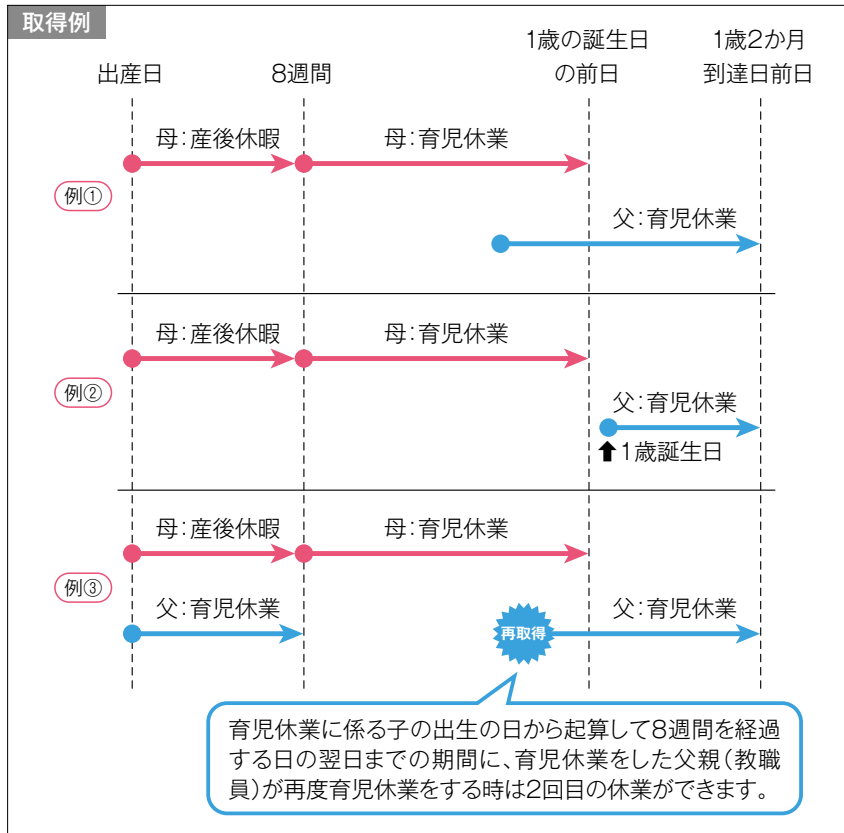 取得例
1歳の誕生日
の前日
1歳2か月
到達日前日
出産日
8週間
例①
母:産後休暇
母:育児休業
父:育児休業
例②
母:産後休暇
母:育児休業
父:育児休業
1歳誕生日
例③
母:産後休暇
母:育児休業
父:育児休業
再取得
父:育児休業
育児休業に係る子の出生の日から起算して8週間を経過
する日の翌日までの期間に、育児休業をした父親(教職
員)が再度育児休業をする時は2回目の休業ができます。